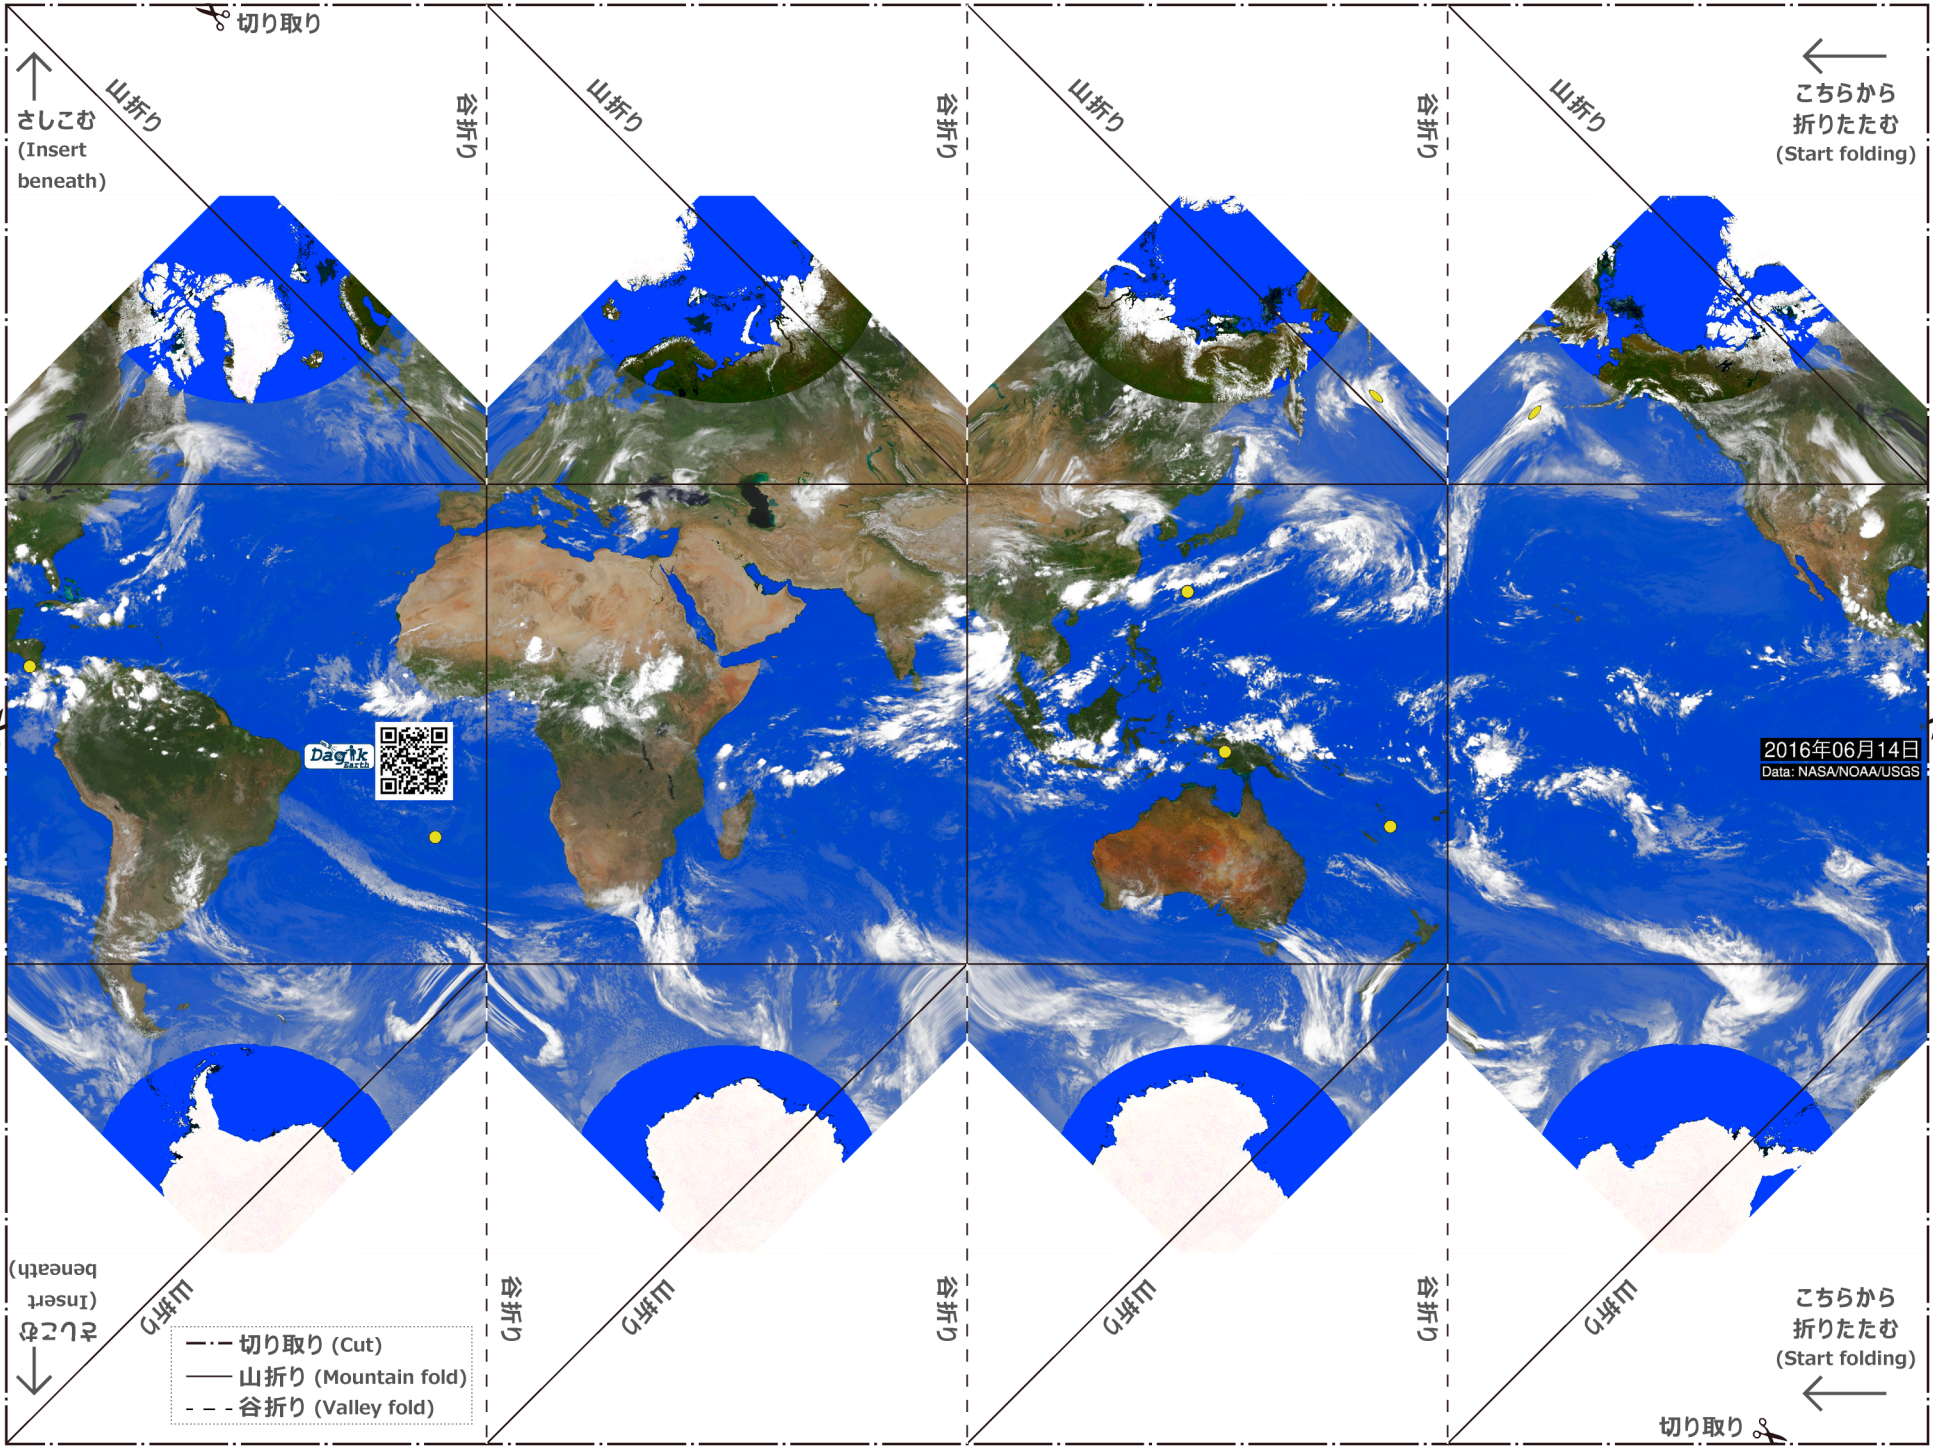 切り取り
山折り
谷折り
山折り
谷折り
山折り
谷折り
山折り
こちらから
折りたたむ
(Start folding)
さしこむ
(Insert
beneath)
Dagik
Earth
2016年06月14日
Data: NASA/NOAA/USGS
さしこむ
(Insert
beneath)
山折り
谷折り
山折り
谷折り
山折り
谷折り
山折り
こちらから
折りたたむ
(Start folding)
切り取り (Cut)
山折り (Mountain fold)
谷折り (Valley fold)
切り取り